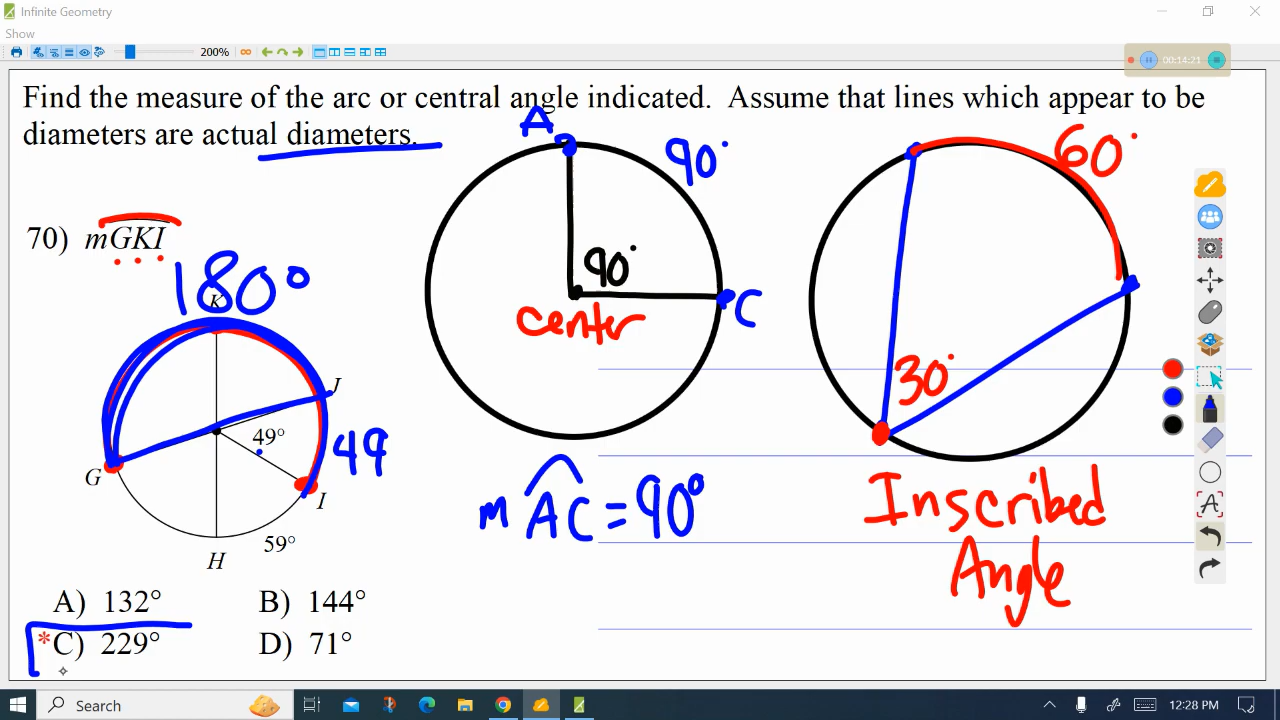 Infinite Geometry
Show
200%
00:14:21
Find the measure of the arc or central angle indicated. Assume that lines which appear to be
diameters are actual diameters.
A
90°
60°
70) mGKI
180°
K
90°
center
C
30°
J
49°
49
G
I
m AC = 90°
Inscribed
Angle
59°
H
A) 132°
B) 144°
*C) 229°
D) 71°
Search
12:28 PM